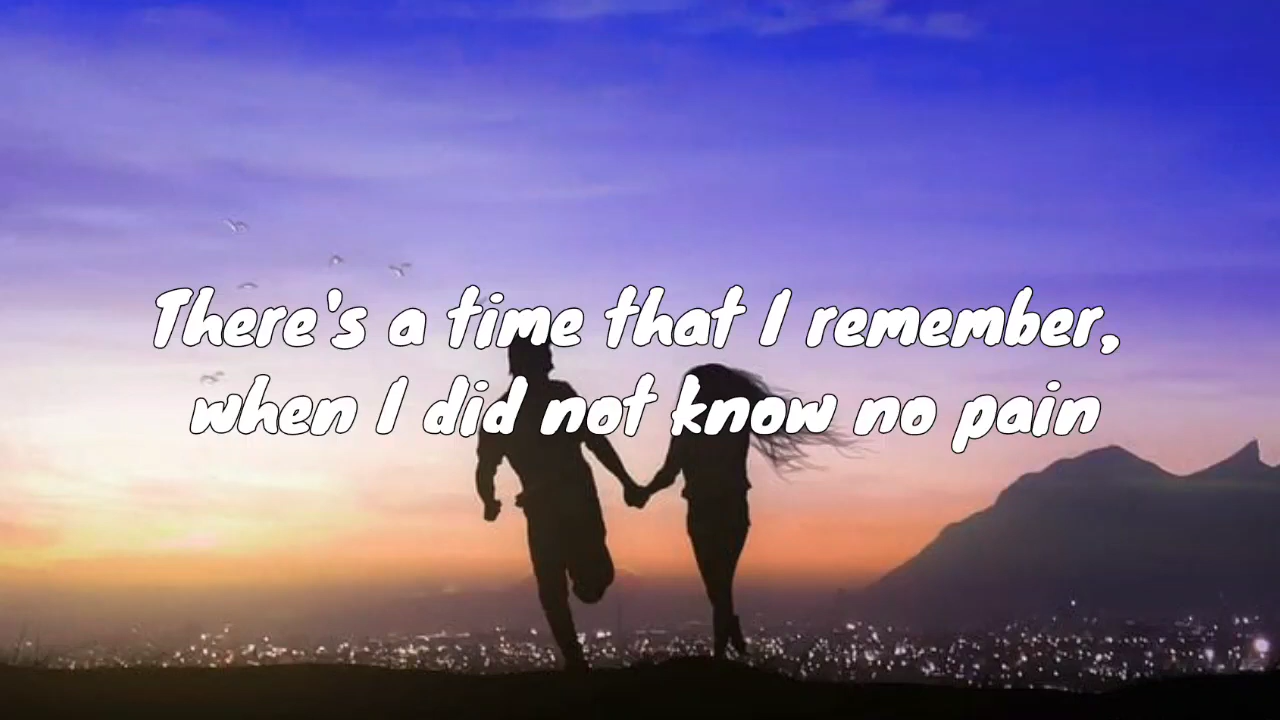 There's a time that I remember,
when I did not know no pain